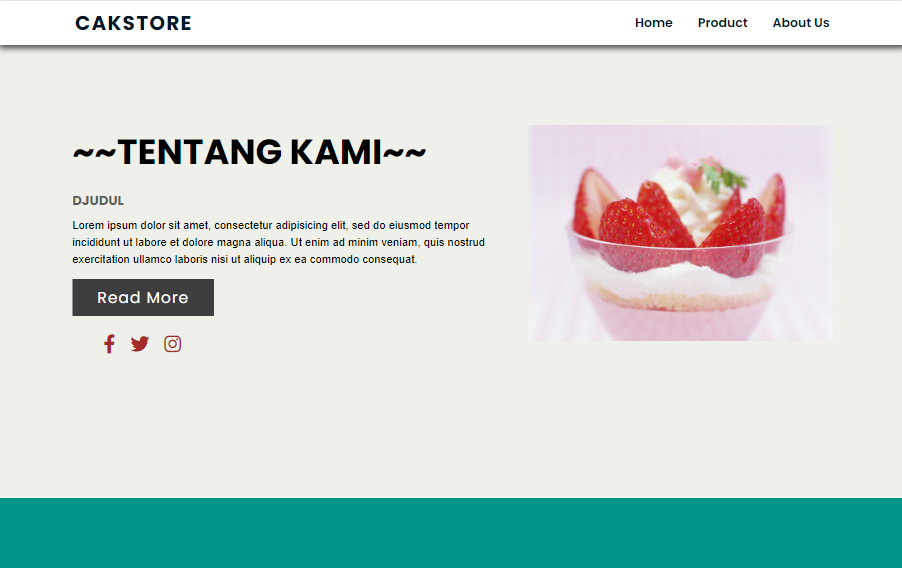 CAKSTORE
Home Product About Us
~~TENTANG KAMI~~
DJUDUL
Lorem ipsum dolor sit amet, consectetur adipisicing elit, sed do eiusmod tempor
incididunt ut labore et dolore magna aliqua. Ut enim ad minim veniam, quis nostrud
exercitation ullamco laboris nisi ut aliquip ex ea commodo consequat.
Read More